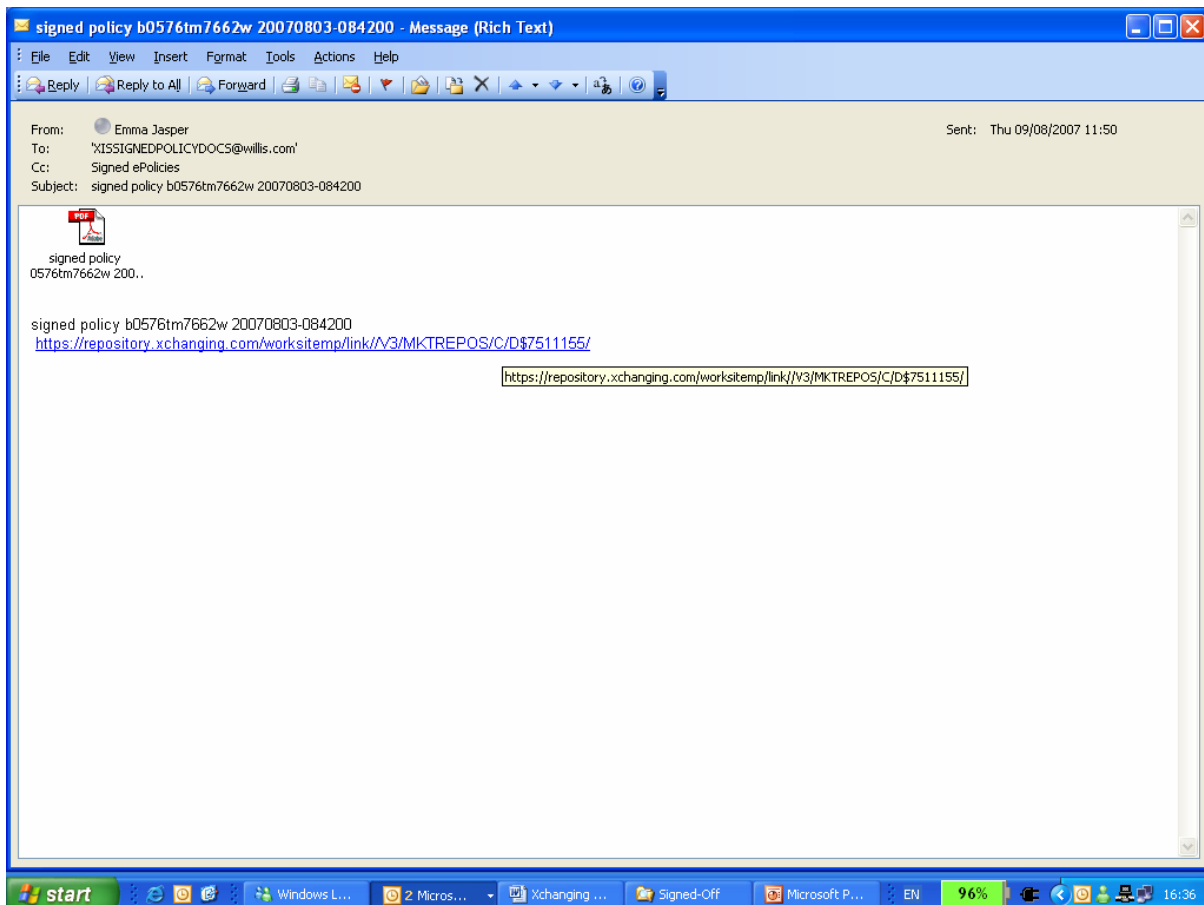 signed policy b0576tm7662w 20070803-084200 - Message (Rich Text)
File Edit View Insert Format Tools Actions Help
Reply Reply to All Forward
From: Emma Jasper Sent: Thu 09/08/2007 11:50
To: 'XISSIGNEDPOLICYDOCS@willis.com'
Cc: Signed ePolicies
Subject: signed policy b0576tm7662w 20070803-084200
PDF
Adobe
signed policy
0576tm7662w 200..
signed policy b0576tm7662w 20070803-084200
https://repository.xchanging.com/worksitemp/link//V3/MKTREPOS/C/D$7511155/
https://repository.xchanging.com/worksitemp/link//V3/MKTREPOS/C/D$7511155/
start Windows L... 2 Micros... Xchanging ... Signed-Off Microsoft P... EN 96% 16:36